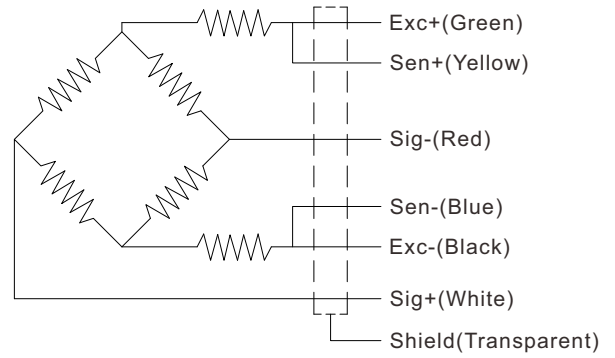 Exc+(Green)
Sen+(Yellow)
Sig-(Red)
Sen-(Blue)
Exc-(Black)
Sig+(White)
Shield(Transparent)